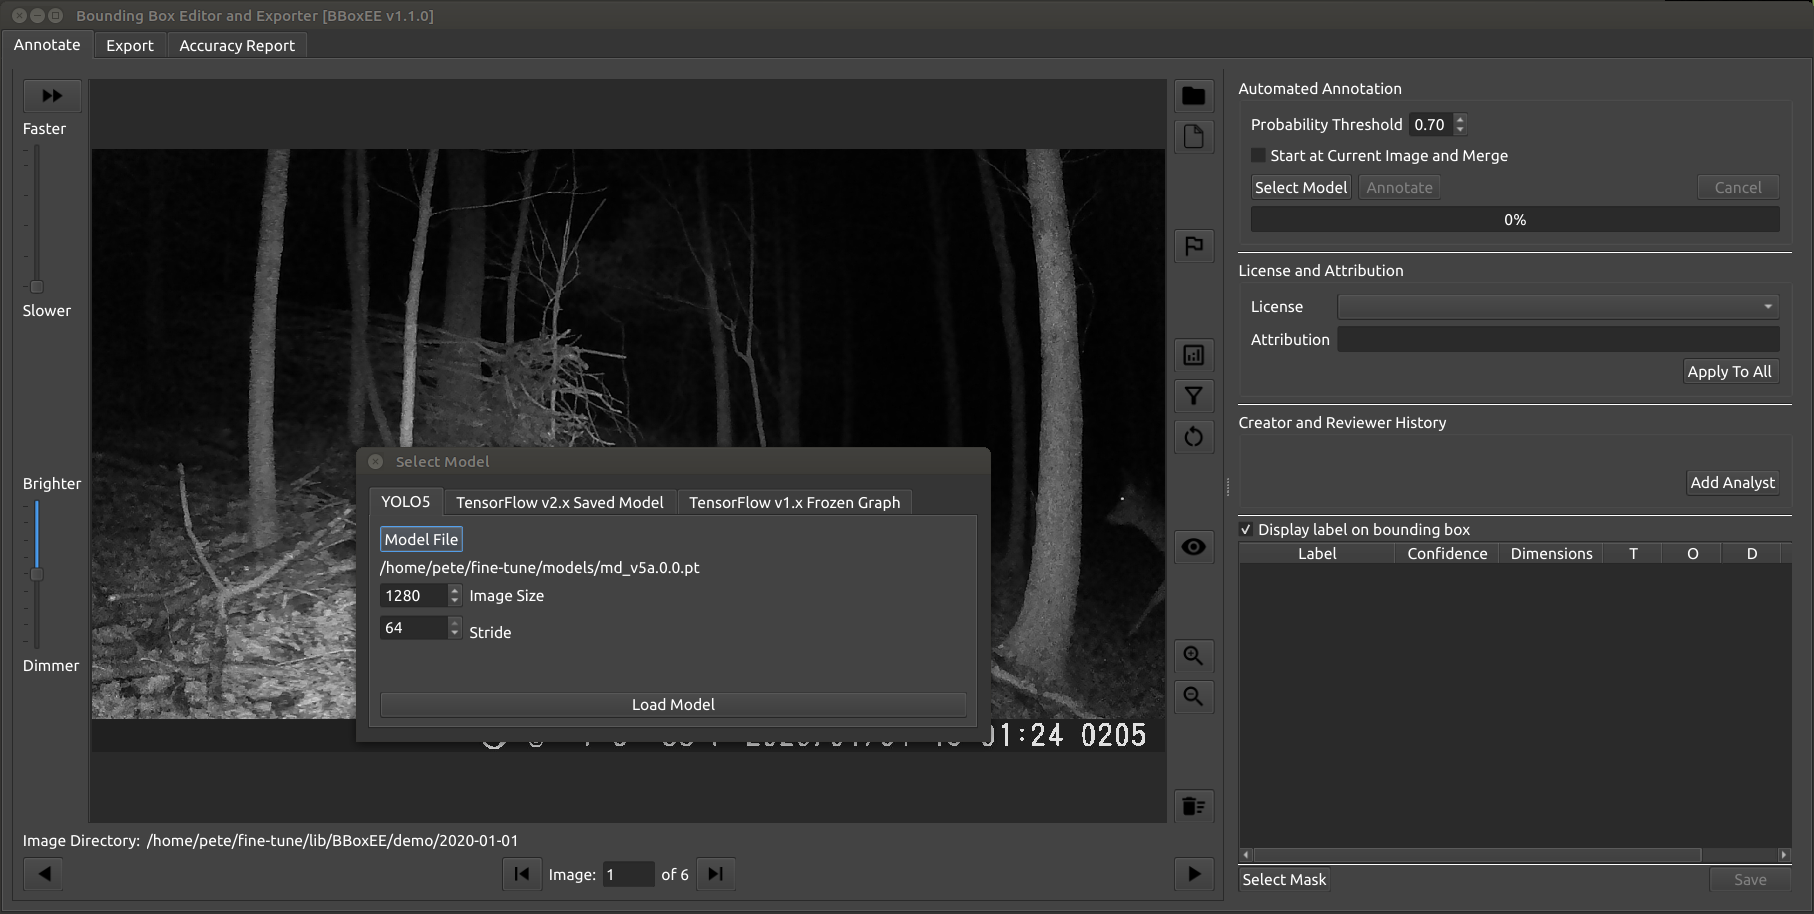 Bounding Box Editor and Exporter [BBoxEE v1.1.0]
Annotate Export Accuracy Report
Faster
Slower
Brighter
Dimmer
Select Model
YOLO5 TensorFlow v2.x Saved Model TensorFlow v1.x Frozen Graph
Model File
/home/pete/fine-tune/models/md_v5a.0.0.pt
1280 Image Size
64 Stride
Load Model
01:24 0205
Image Directory: /home/pete/fine-tune/lib/BBoxEE/demo/2020-01-01
Image: 1 of 6
Automated Annotation
Probability Threshold 0.70
Start at Current Image and Merge
Select Model Annotate Cancel
0%
License and Attribution
License
Attribution
Apply To All
Creator and Reviewer History
Add Analyst
Display label on bounding box
Label Confidence Dimensions T O D
Select Mask Save